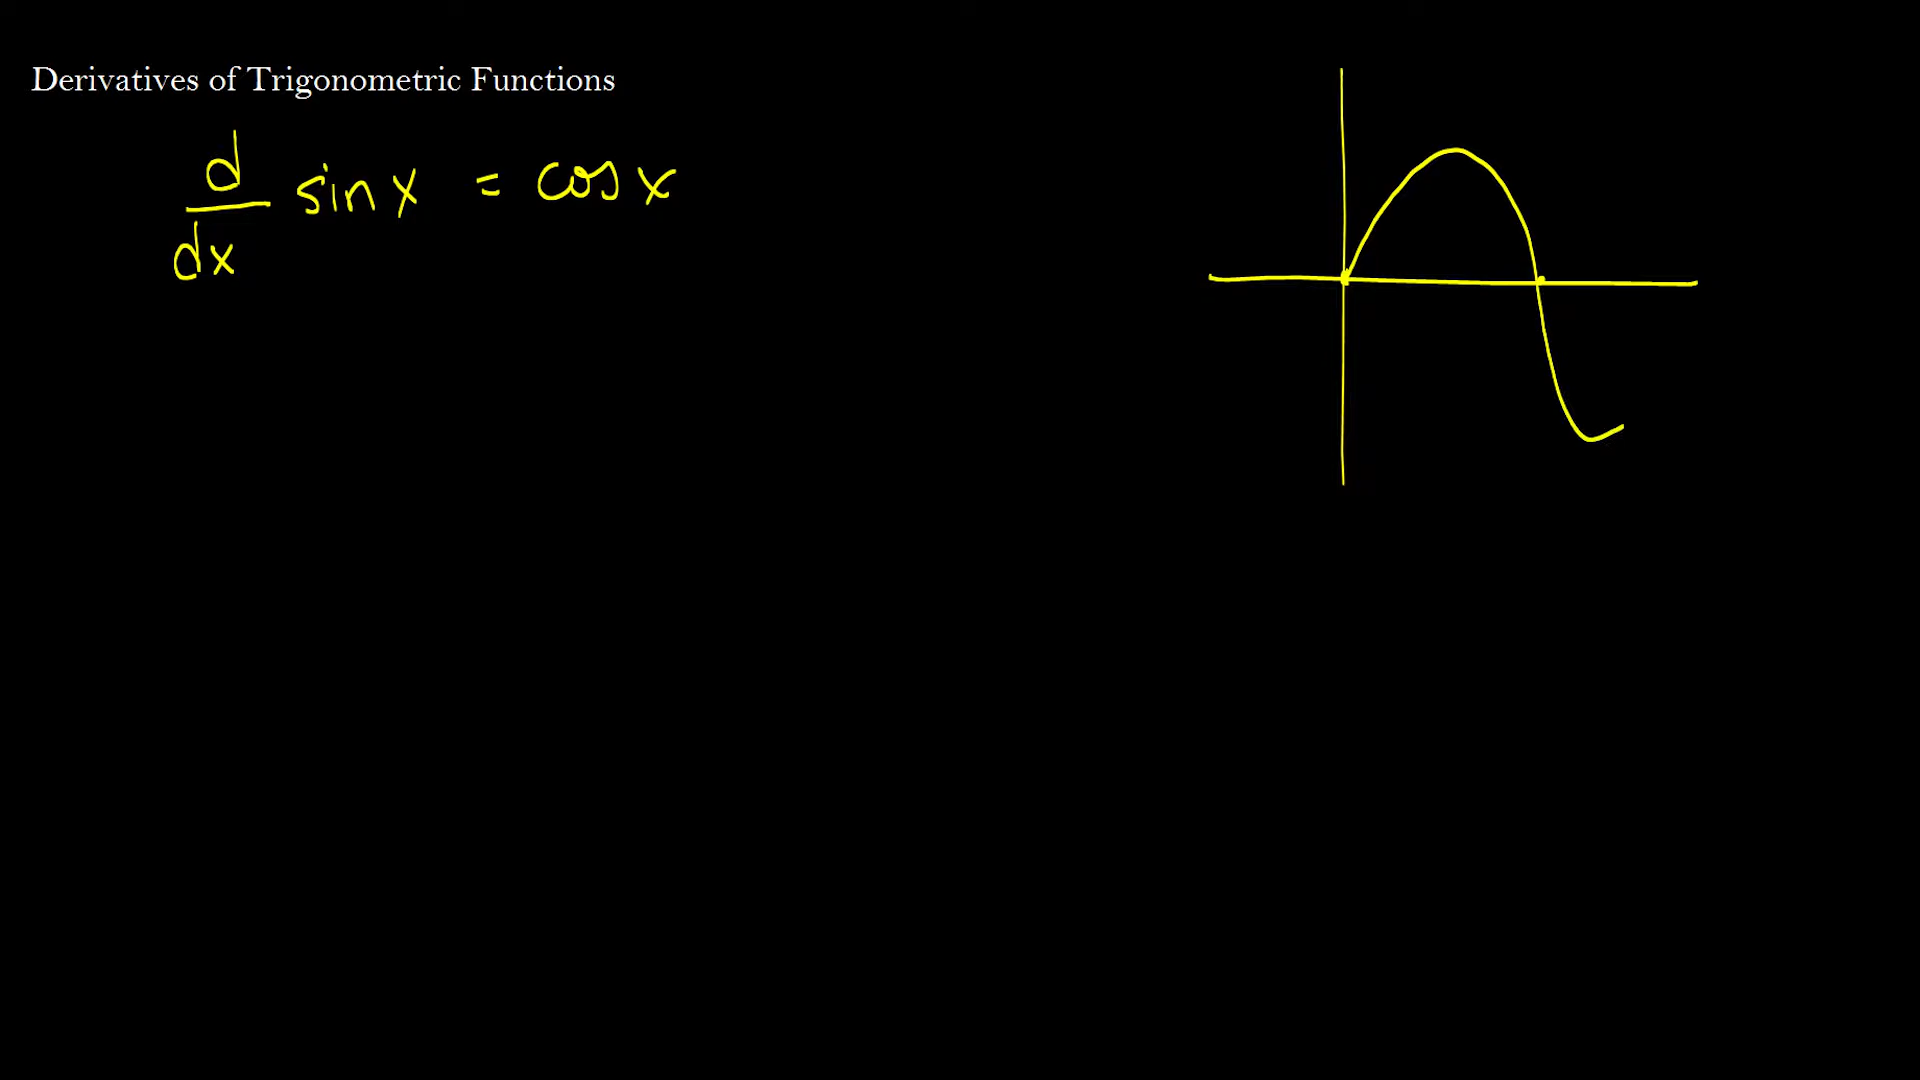 Derivatives of Trigonometric Functions
d/dx sin x = cos x